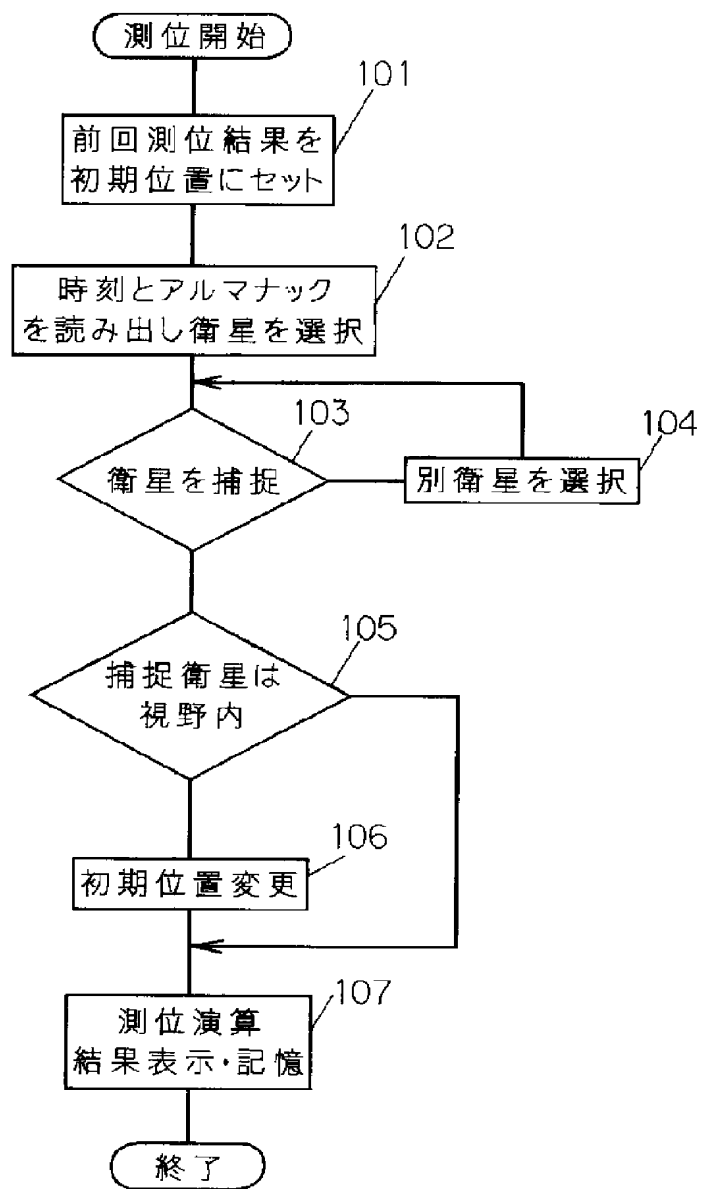 測位開始
101
前回測位結果を
初期位置にセット
102
時刻とアルマナック
を読み出し衛星を選択
103
衛星を捕捉
104
別衛星を選択
105
捕捉衛星は
視野内
106
初期位置変更
107
測位演算
結果表示・記憶
終了